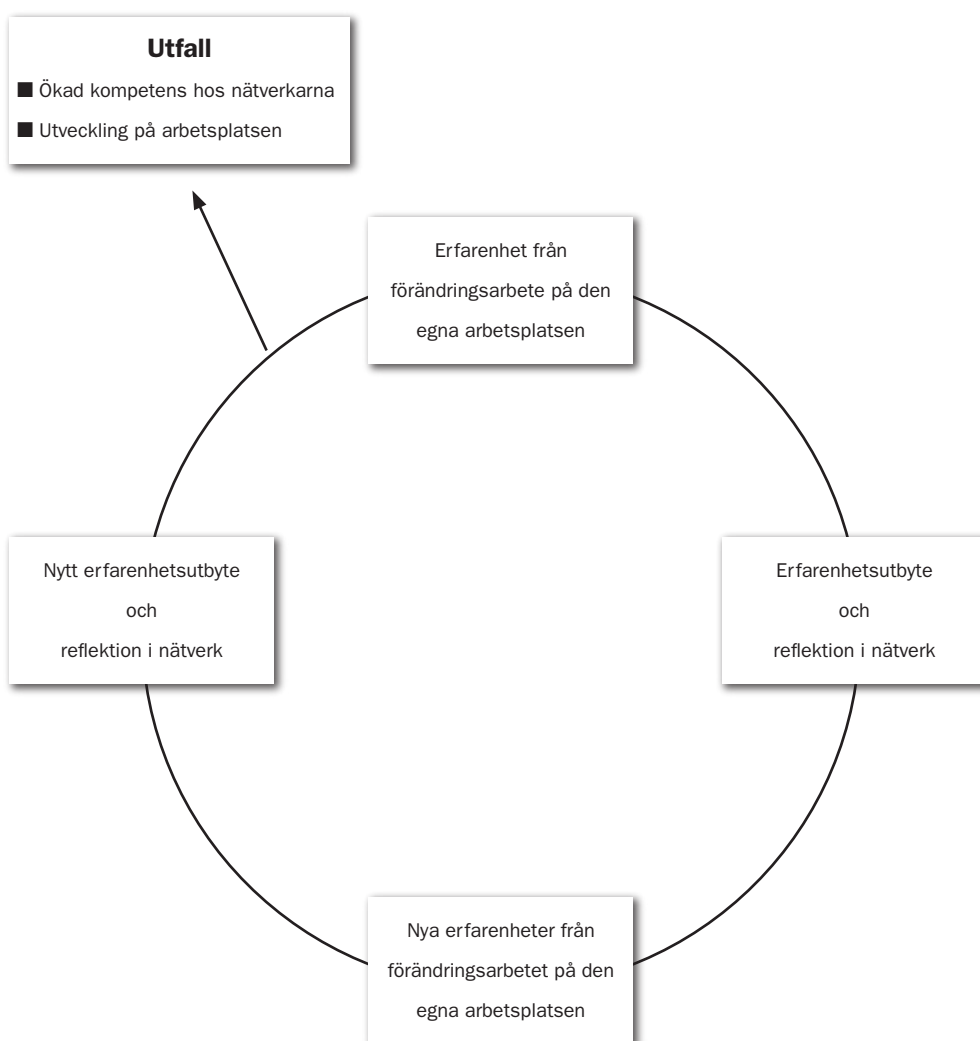 Utfall
■ Ökad kompetens hos nätverkarna
■ Utveckling på arbetsplatsen
Erfarenhet från
förändringsarbete på den
egna arbetsplatsen
Nytt erfarenhetsutbyte
och
reflektion i nätverk
Erfarenhetsutbyte
och
reflektion i nätverk
Nya erfarenheter från
förändringsarbetet på den
egna arbetsplatsen